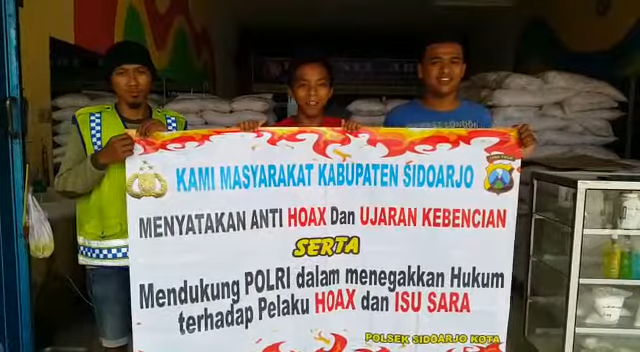 KAMI MASYARAKAT KABUPATEN SIDOARJO
MENYATAKAN ANTI HOAX Dan UJARAN KEBENCIAN
SERTA
Mendukung POLRI dalam menegakkan Hukum
terhadap Pelaku HOAX dan ISU SARA
POLSEK SIDOARJO KOTA